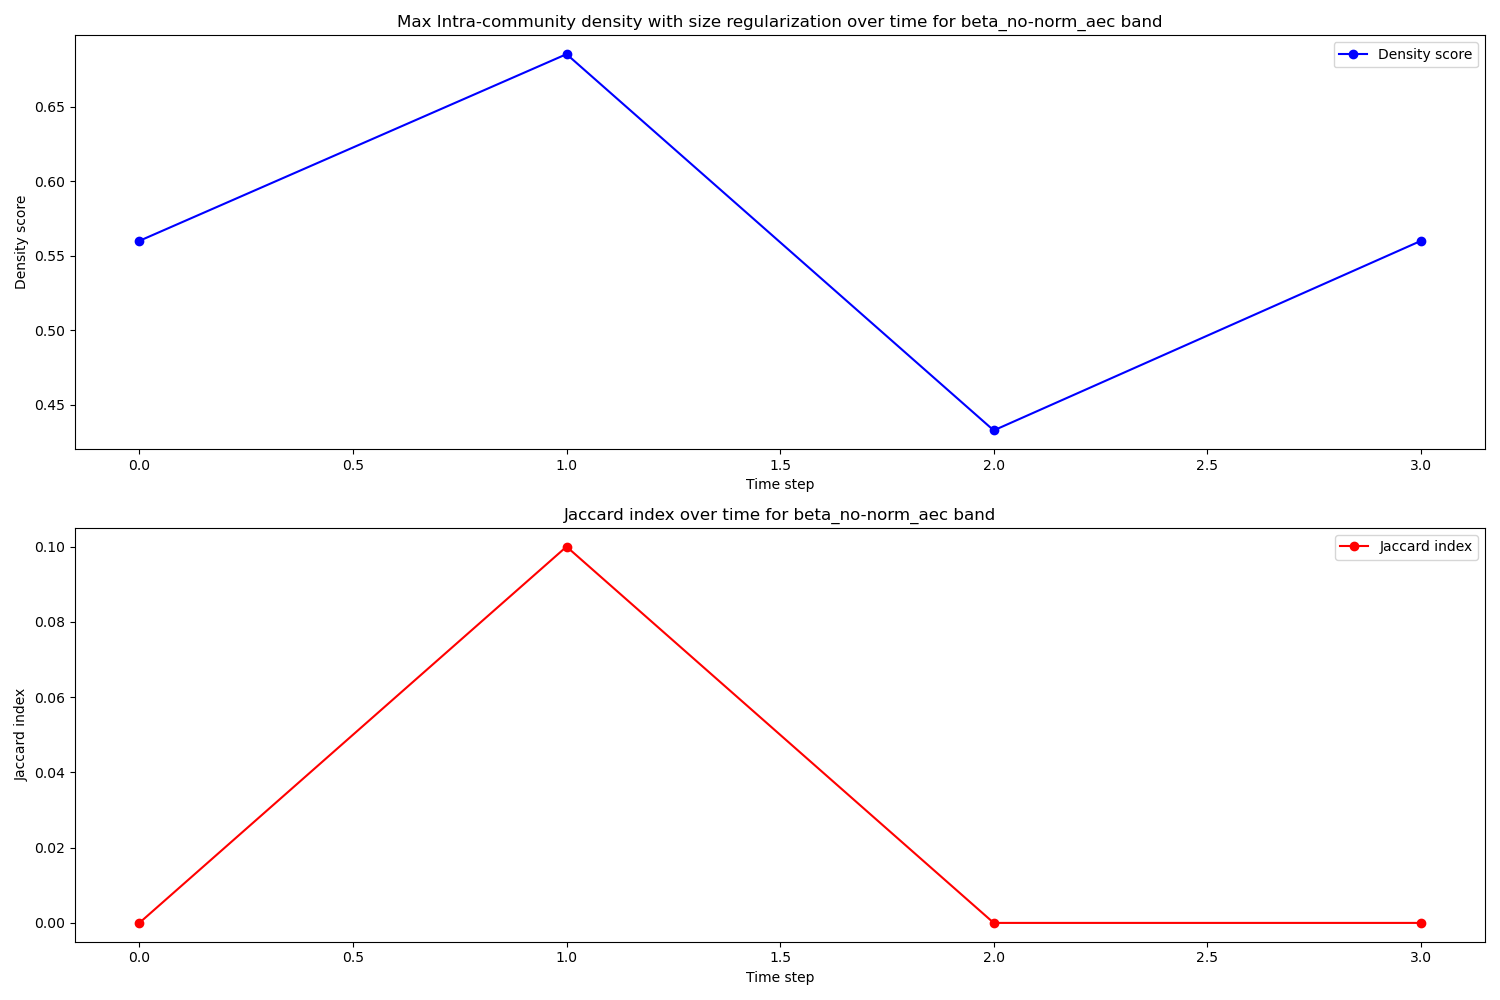 Max Intra-community density with size regularization over time for beta_no-norm_aec band
Density score
0.65
0.60
0.55
0.50
0.45
Density score
0.0 0.5 1.0 1.5 2.0 2.5 3.0
Time step
Jaccard index over time for beta_no-norm_aec band
Jaccard index
0.10
0.08
0.06
0.04
0.02
0.00
Jaccard index
0.0 0.5 1.0 1.5 2.0 2.5 3.0
Time step